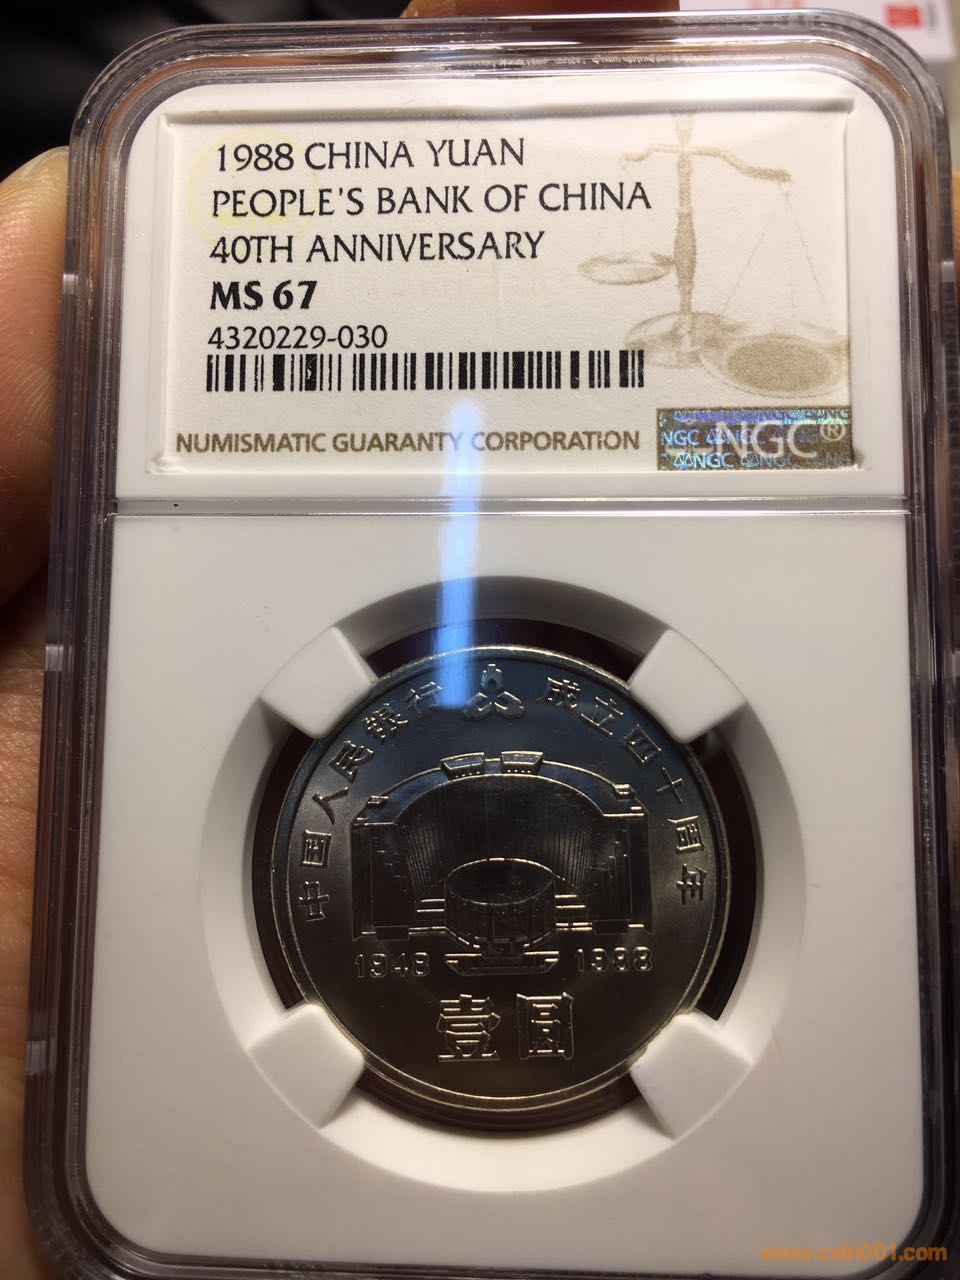 1988 CHINA YUAN
PEOPLE'S BANK OF CHINA
40TH ANNIVERSARY
MS 67
4320229-030
NUMISMATIC GUARANTY CORPORATION
NGC®
中国人民银行 成立四十周年
1948 1988
壹圆
www.coin001.com